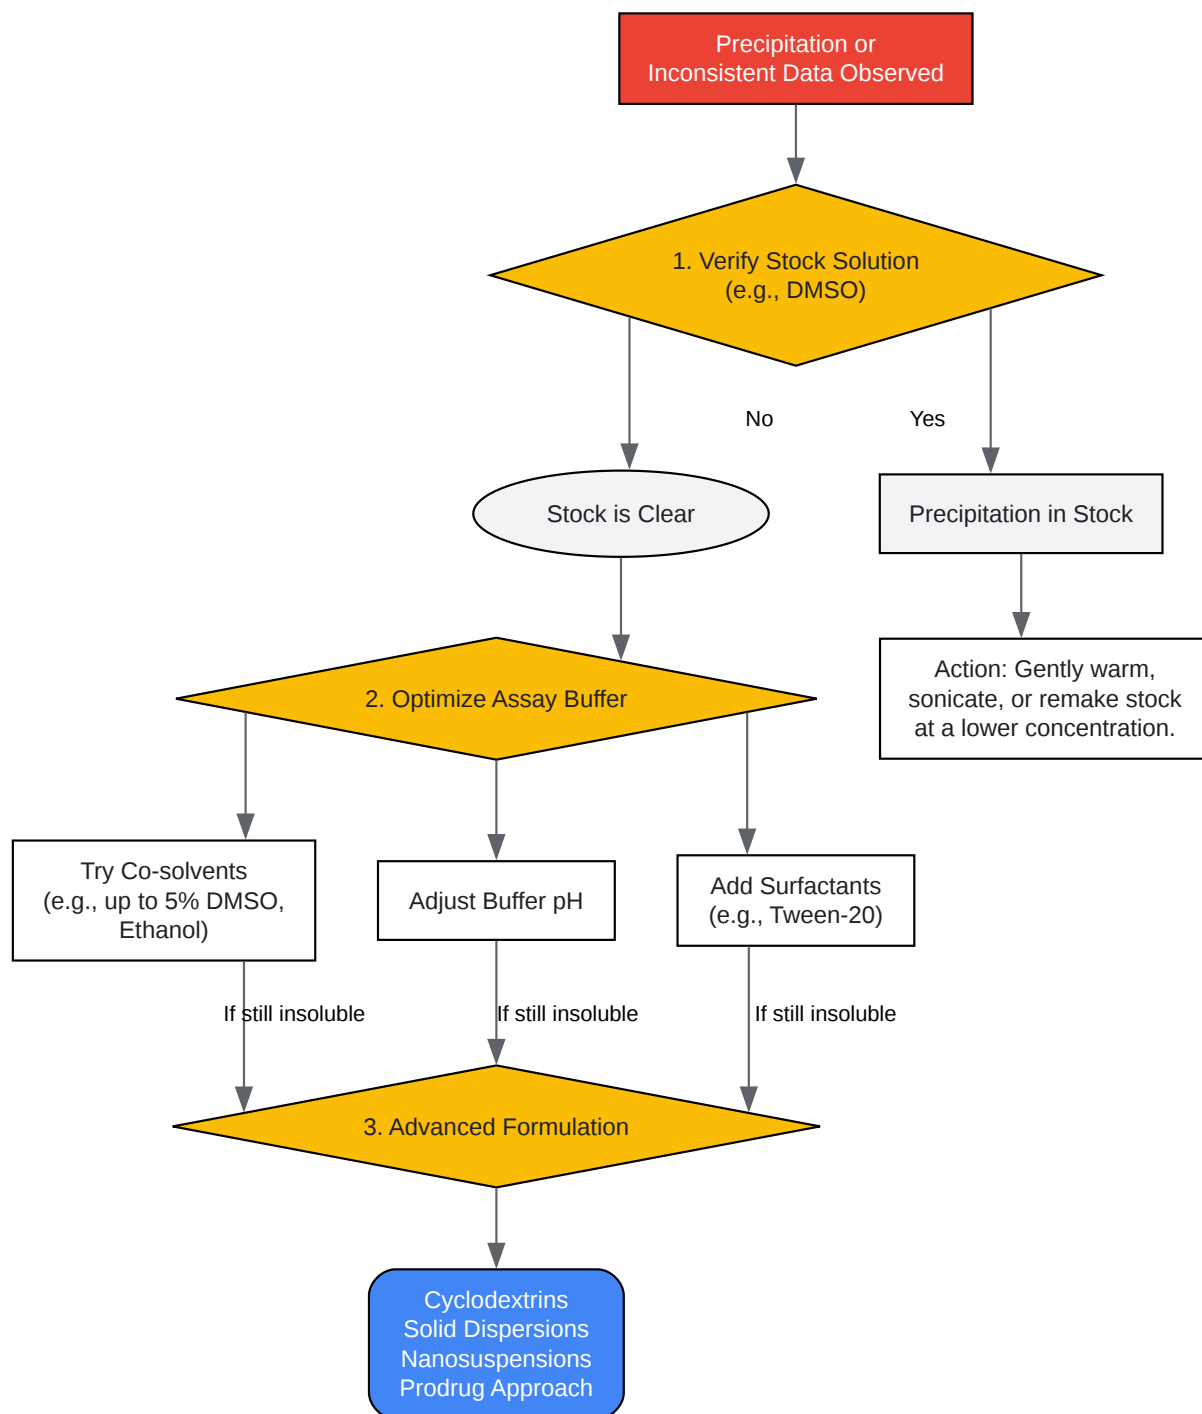 Precipitation or
Inconsistent Data Observed
1. Verify Stock Solution
(e.g., DMSO)
No
Yes
Stock is Clear
Precipitation in Stock
Action: Gently warm,
sonicate, or remake stock
at a lower concentration.
2. Optimize Assay Buffer
Try Co-solvents
(e.g., up to 5% DMSO,
Ethanol)
Adjust Buffer pH
Add Surfactants
(e.g., Tween-20)
If still insoluble
If still insoluble
If still insoluble
3. Advanced Formulation
Cyclodextrins
Solid Dispersions
Nanosuspensions
Prodrug Approach